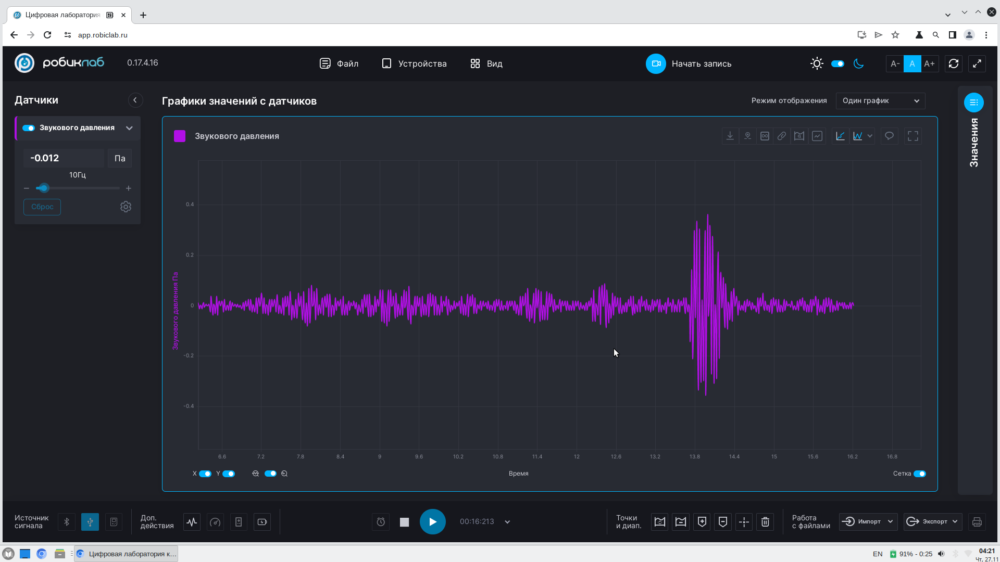 Цифровая лаборатория
app.robiclab.ru
робиклаб
0.17.4.16
Файл
Устройства
Вид
Начать запись
A-
A
A+
Датчики
Графики значений с датчиков
Режим отображения
Один график
Звукового давления
-0.012
Па
10Гц
Сброс
Звукового давления
Значения
0.4
0.2
0
-0.2
-0.4
Звукового давления Па
6.6 7.2 7.8 8.4 9 9.6 10.2 10.8 11.4 12 12.6 13.2 13.8 14.4 15 15.6 16.2 16.8
X
Y
Время
Сетка
Источник
сигнала
Доп.
действия
00:16:213
Точки
и диап.
Работа
с файлами
Импорт
Экспорт
Цифровая лаборатория к...
EN
91% - 0:25
04:21
Чт, 27.11